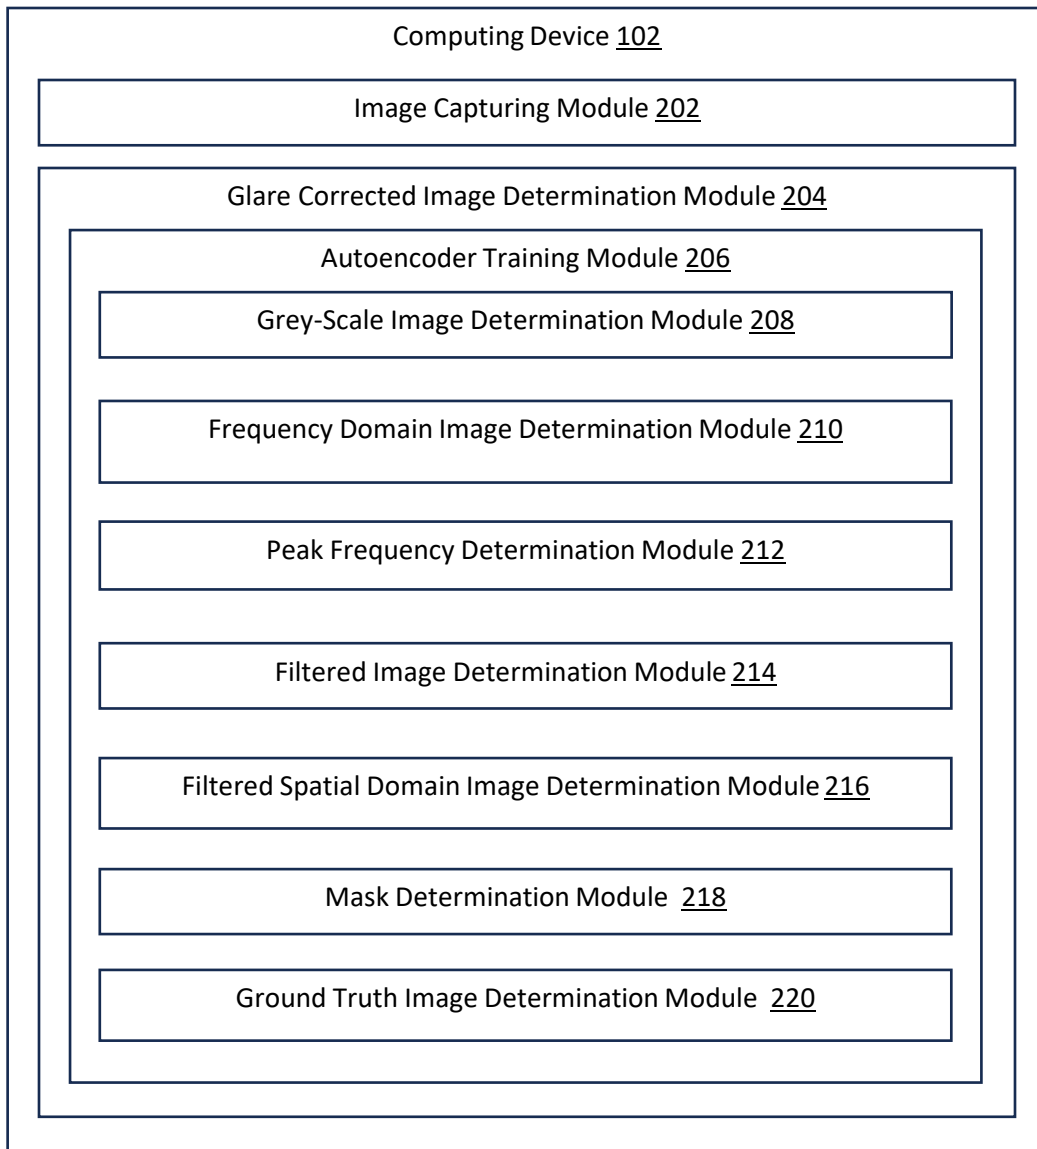 Computing Device 102
Image Capturing Module 202
Glare Corrected Image Determination Module 204
Autoencoder Training Module 206
Grey-Scale Image Determination Module 208
Frequency Domain Image Determination Module 210
Peak Frequency Determination Module 212
Filtered Image Determination Module 214
Filtered Spatial Domain Image Determination Module 216
Mask Determination Module 218
Ground Truth Image Determination Module 220